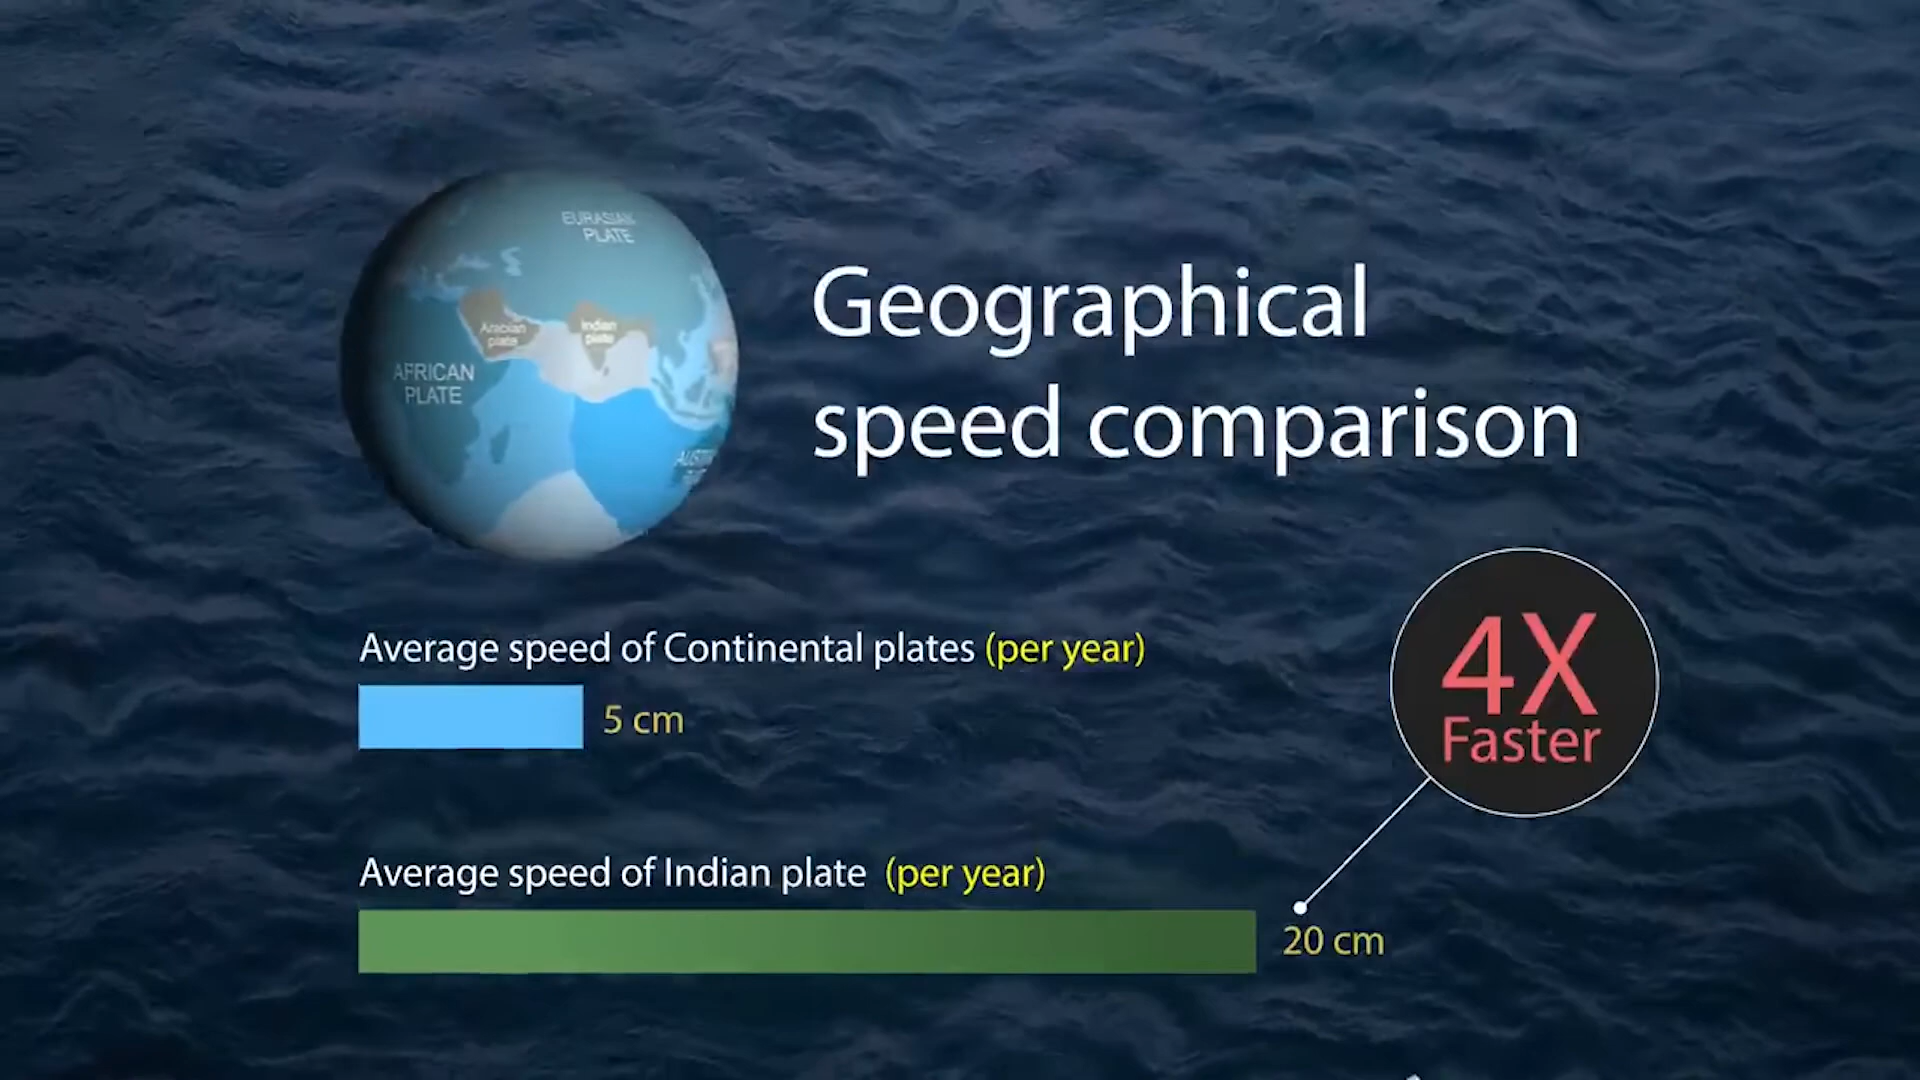 EURASIAN
PLATE
Arabian
plate
Indian
plate
AFRICAN
PLATE
Geographical
speed comparison
4X
Faster
Average speed of Continental plates (per year)
5 cm
Average speed of Indian plate (per year)
20 cm